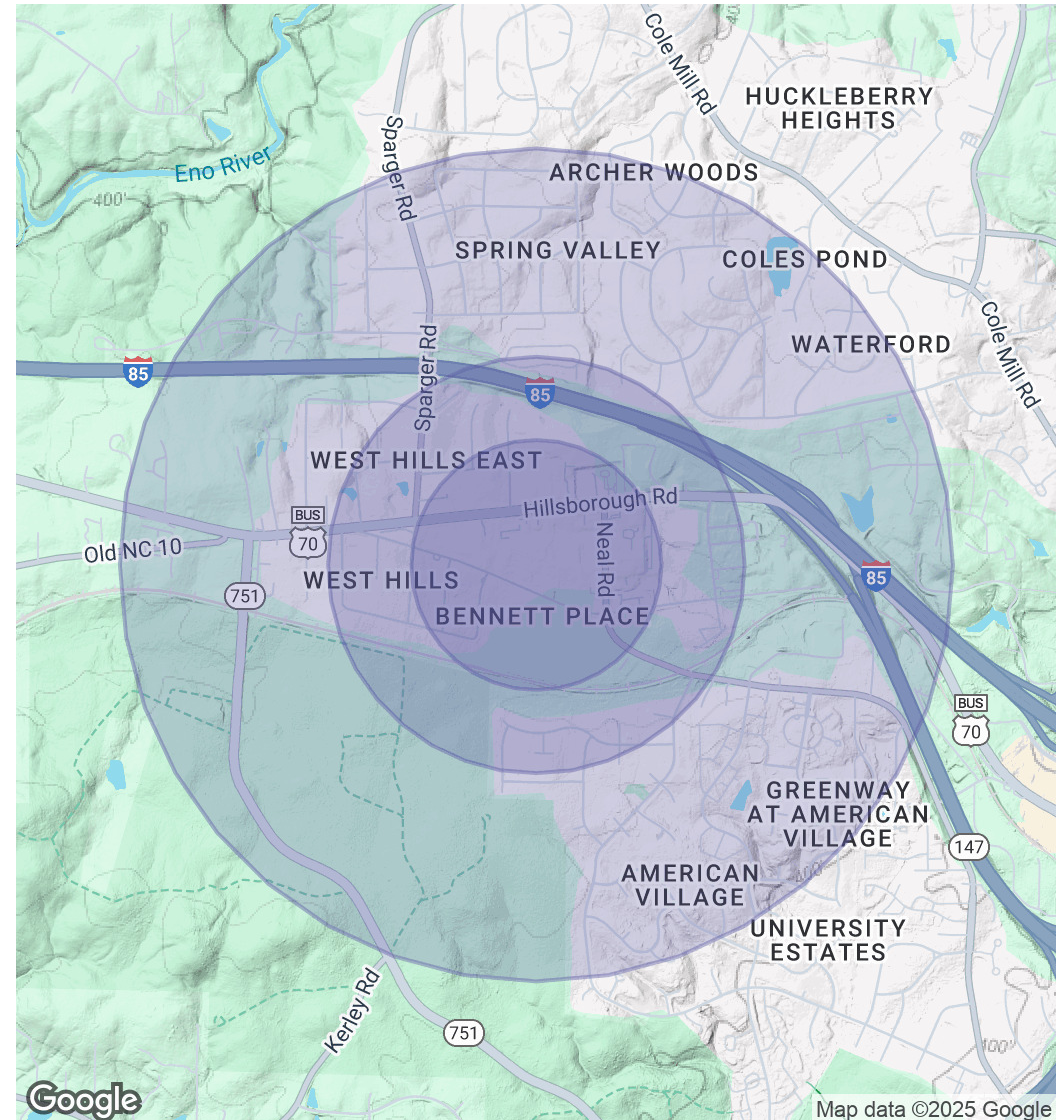 Cole Mill Rd
HUCKLEBERRY
HEIGHTS
Sparger Rd
Eno River
400'
ARCHER WOODS
SPRING VALLEY
COLES POND
Cole Mill Rd
WATERFORD
Sparger Rd
85
85
WEST HILLS EAST
Hillsborough Rd
BUS
70
Old NC 10
Neal Rd
85
WEST HILLS
751
BENNETT PLACE
BUS
70
GREENWAY
AT AMERICAN
VILLAGE
147
AMERICAN
VILLAGE
400'
UNIVERSITY
ESTATES
Kerley Rd
751
400'
Google
Map data ©2025 Google